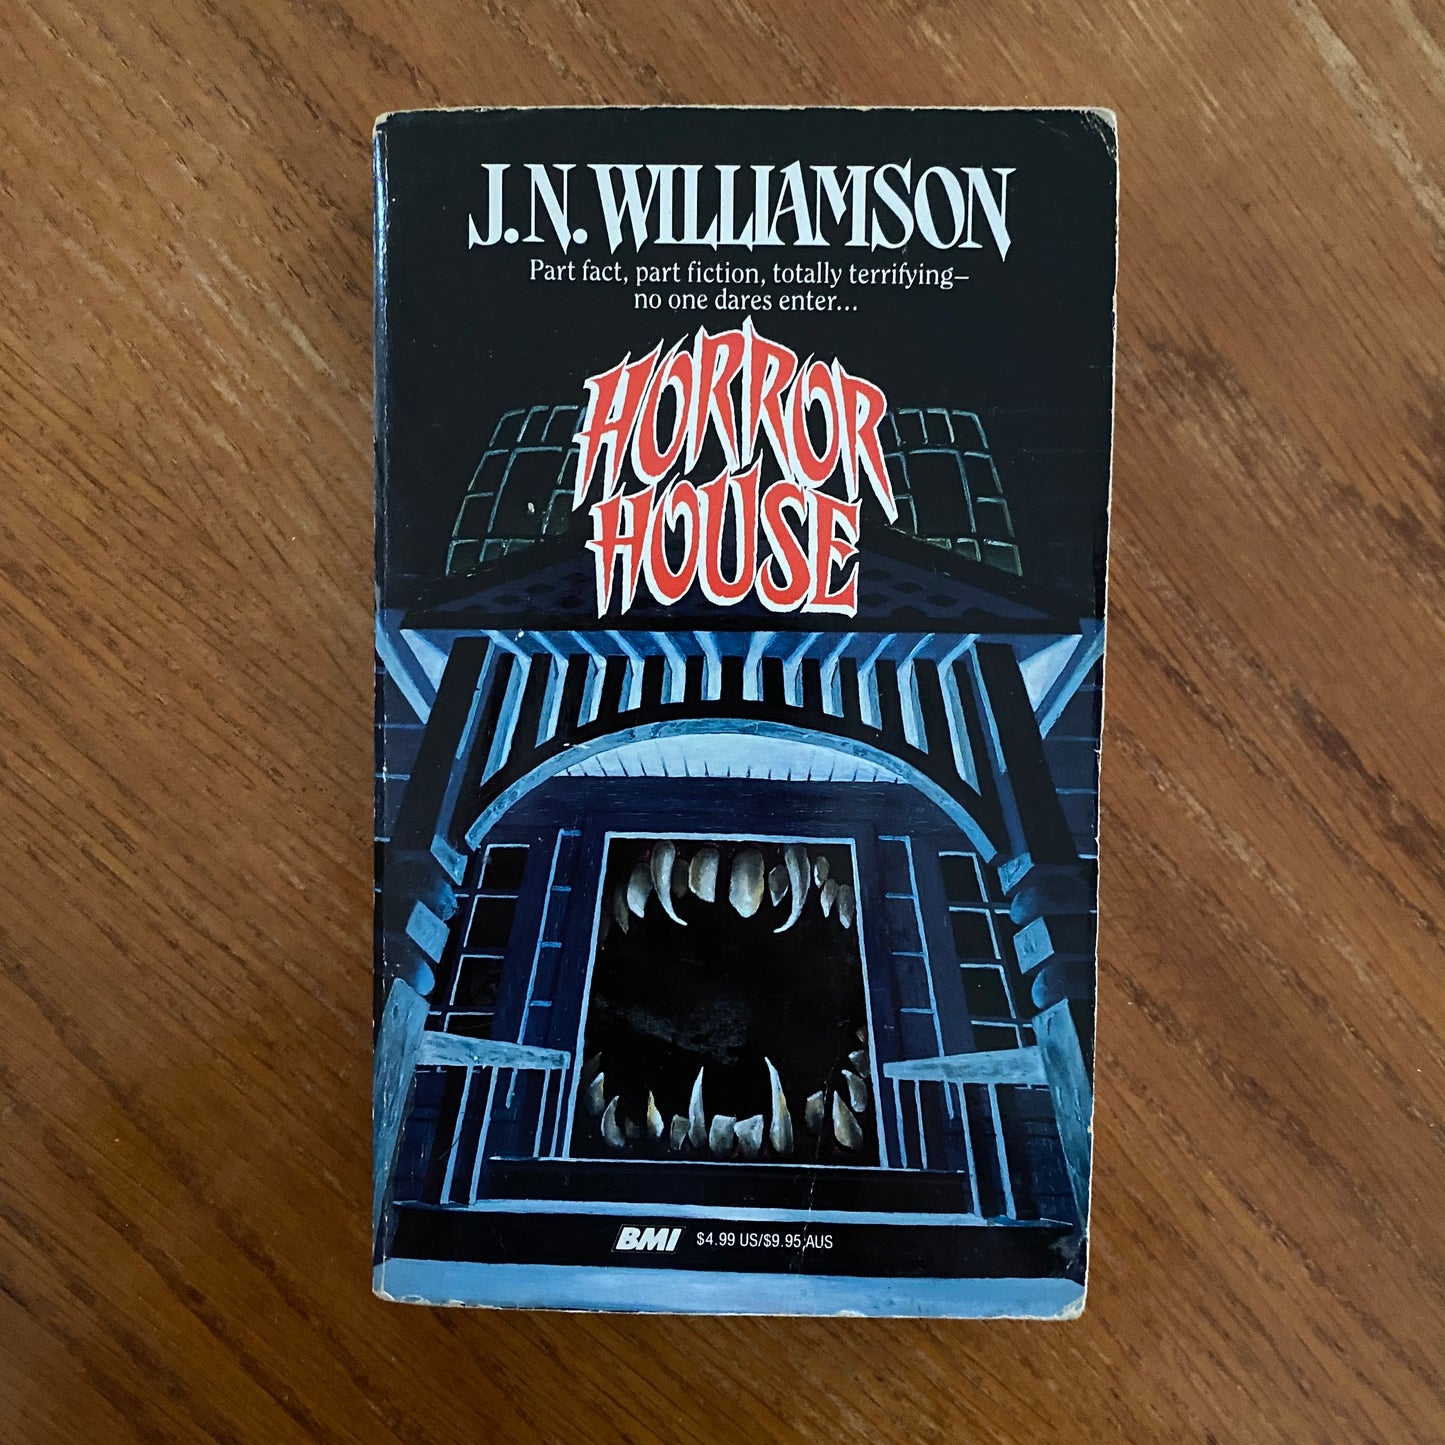 J.N. WILLIAMSON
Part fact, part fiction, totally terrifying–
no one dares enter...
HORROR
HOUSE
BMI $4.99 US/$9.95 AUS